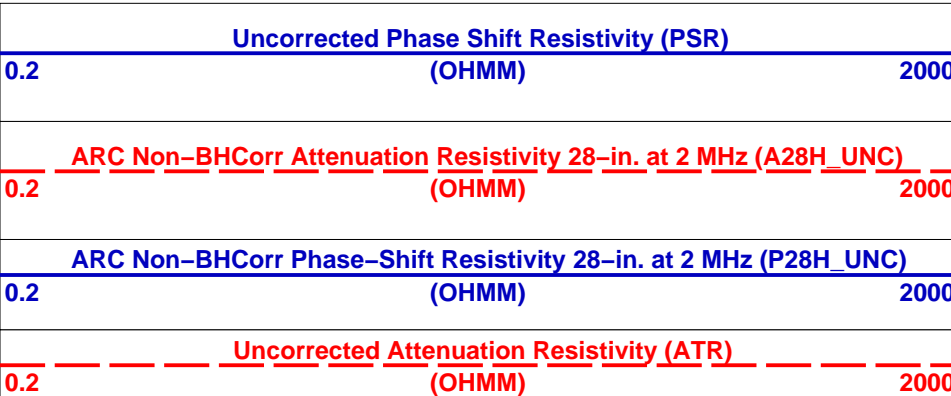 Uncorrected Phase Shift Resistivity (PSR)
0.2 (OHMM) 2000
ARC Non−BHCorr Attenuation Resistivity 28−in. at 2 MHz (A28H_UNC)
0.2 (OHMM) 2000
ARC Non−BHCorr Phase−Shift Resistivity 28−in. at 2 MHz (P28H_UNC)
0.2 (OHMM) 2000
Uncorrected Attenuation Resistivity (ATR)
0.2 (OHMM) 2000